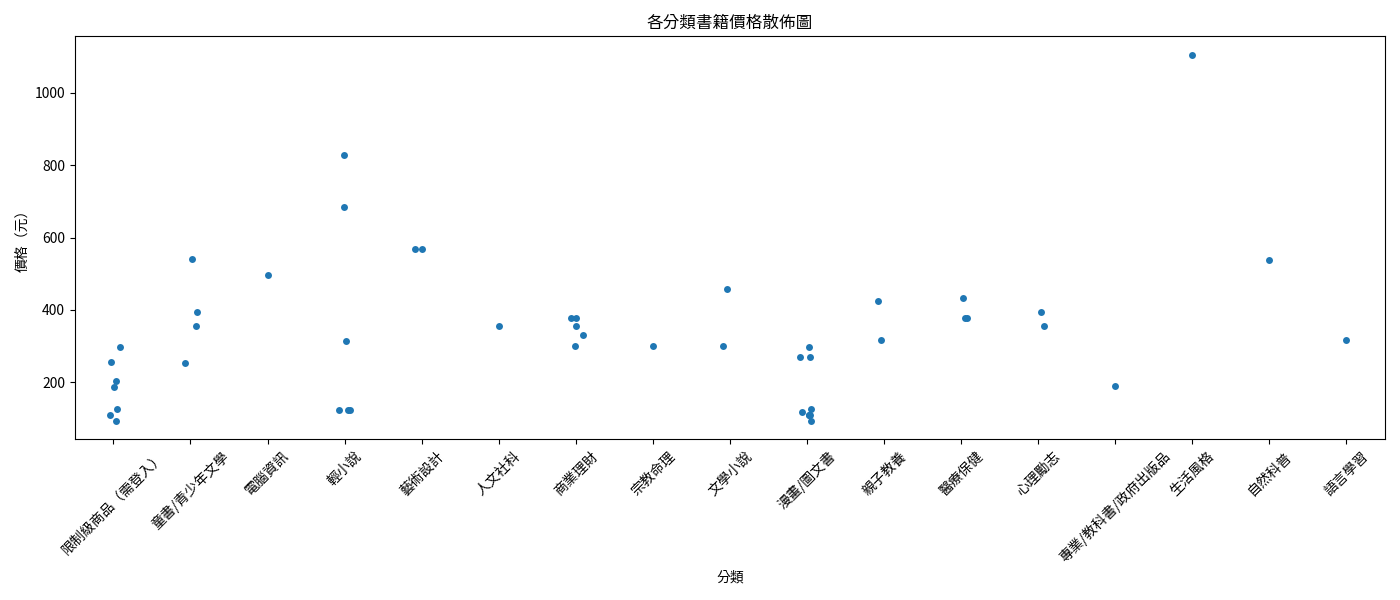 各分類書籍價格散佈圖
價格（元）
1000
800
600
400
200
限制級商品（需登入）
童書/青少年文學
電腦資訊
輕小說
藝術設計
人文社科
商業理財
宗教命理
文學小說
漫畫/圖文書
親子教養
醫療保健
心理勵志
專業/教科書/政府出版品
生活風格
自然科普
語言學習
分類